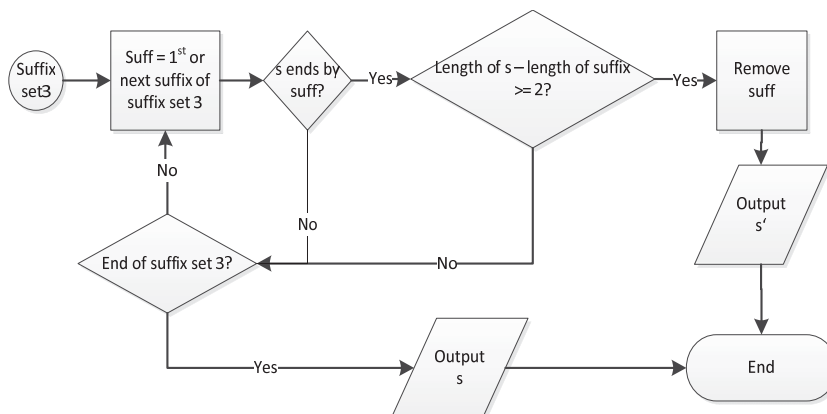 Suffix
set3
Suff = 1st or
next suffix of
suffix set 3
s ends by
suff?
Yes
Length of s – length of suffix
>= 2?
Yes
Remove
suff
No
No
Output
s‘
End of suffix set 3?
No
Yes
Output
s
End